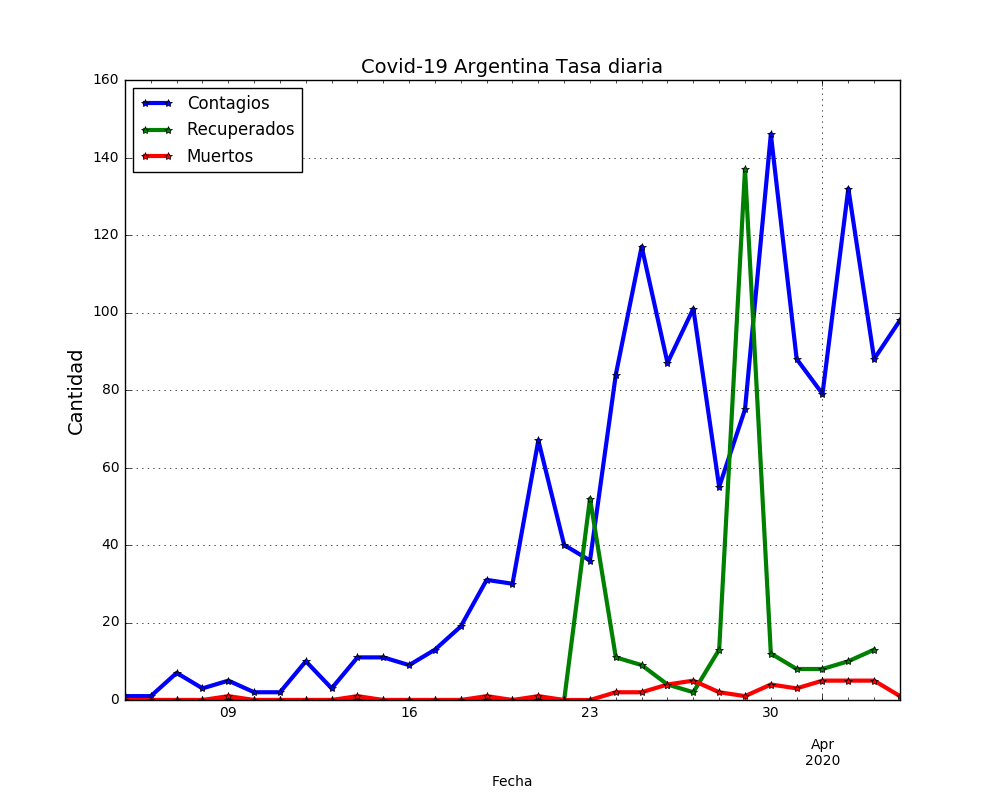 Covid-19 Argentina Tasa diaria
160
140
120
100
80
60
40
20
0
Cantidad
Contagios
Recuperados
Muertos
09
16
23
30
Apr
2020
Fecha